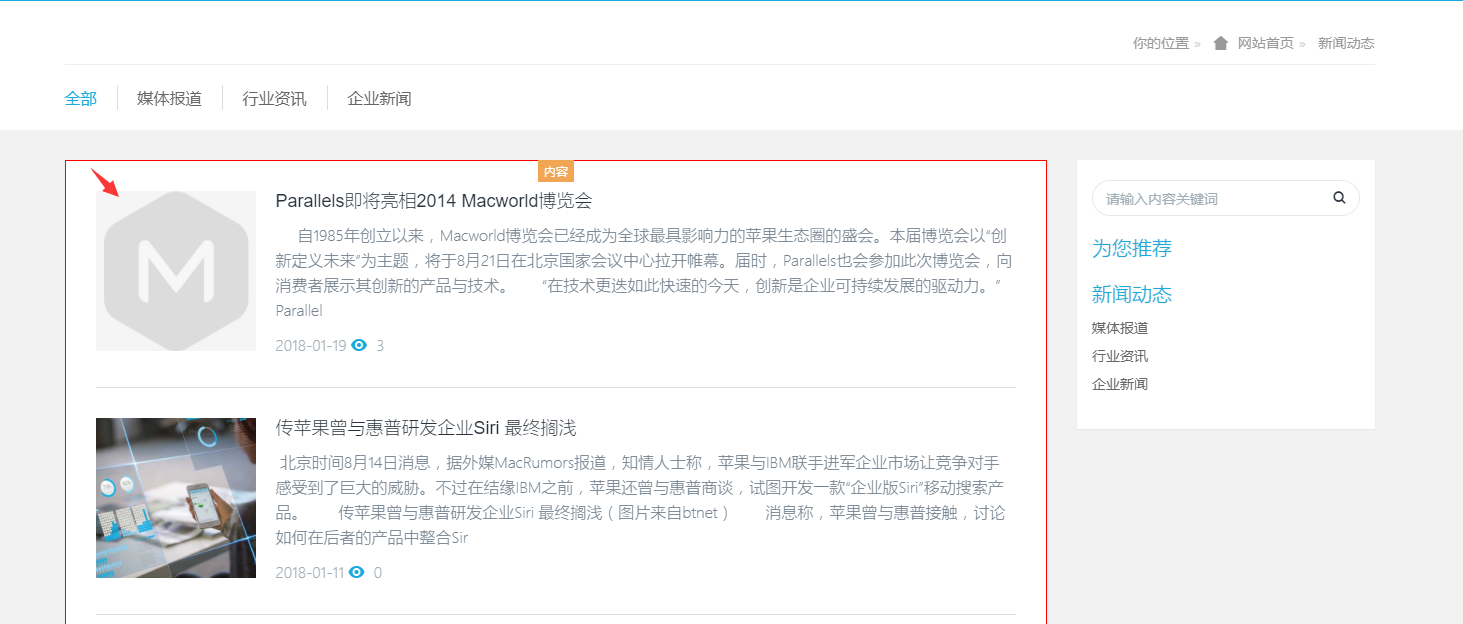 你的位置 » 网站首页 » 新闻动态
全部 媒体报道 行业资讯 企业新闻
内容
M
Parallels即将亮相2014 Macworld博览会
自1985年创立以来，Macworld博览会已经成为全球最具影响力的苹果生态圈的盛会。本届博览会以“创
新定义未来”为主题，将于8月21日在北京国家会议中心拉开帷幕。届时，Parallels也会参加此次博览会，向
消费者展示其创新的产品与技术。 “在技术更迭如此快速的今天，创新是企业可持续发展的驱动力。”
Parallel
2018-01-19 3
传苹果曾与惠普研发企业Siri 最终搁浅
北京时间8月14日消息，据外媒MacRumors报道，知情人士称，苹果与IBM联手进军企业市场让竞争对手
感受到了巨大的威胁。不过在结缘IBM之前，苹果还曾与惠普商谈，试图开发一款“企业版Siri”移动搜索产
品。 传苹果曾与惠普研发企业Siri 最终搁浅（图片来自btnet） 消息称，苹果曾与惠普接触，讨论
如何在后者的产品中整合Sir
2018-01-11 0
请输入内容关键词
为您推荐
新闻动态
媒体报道
行业资讯
企业新闻